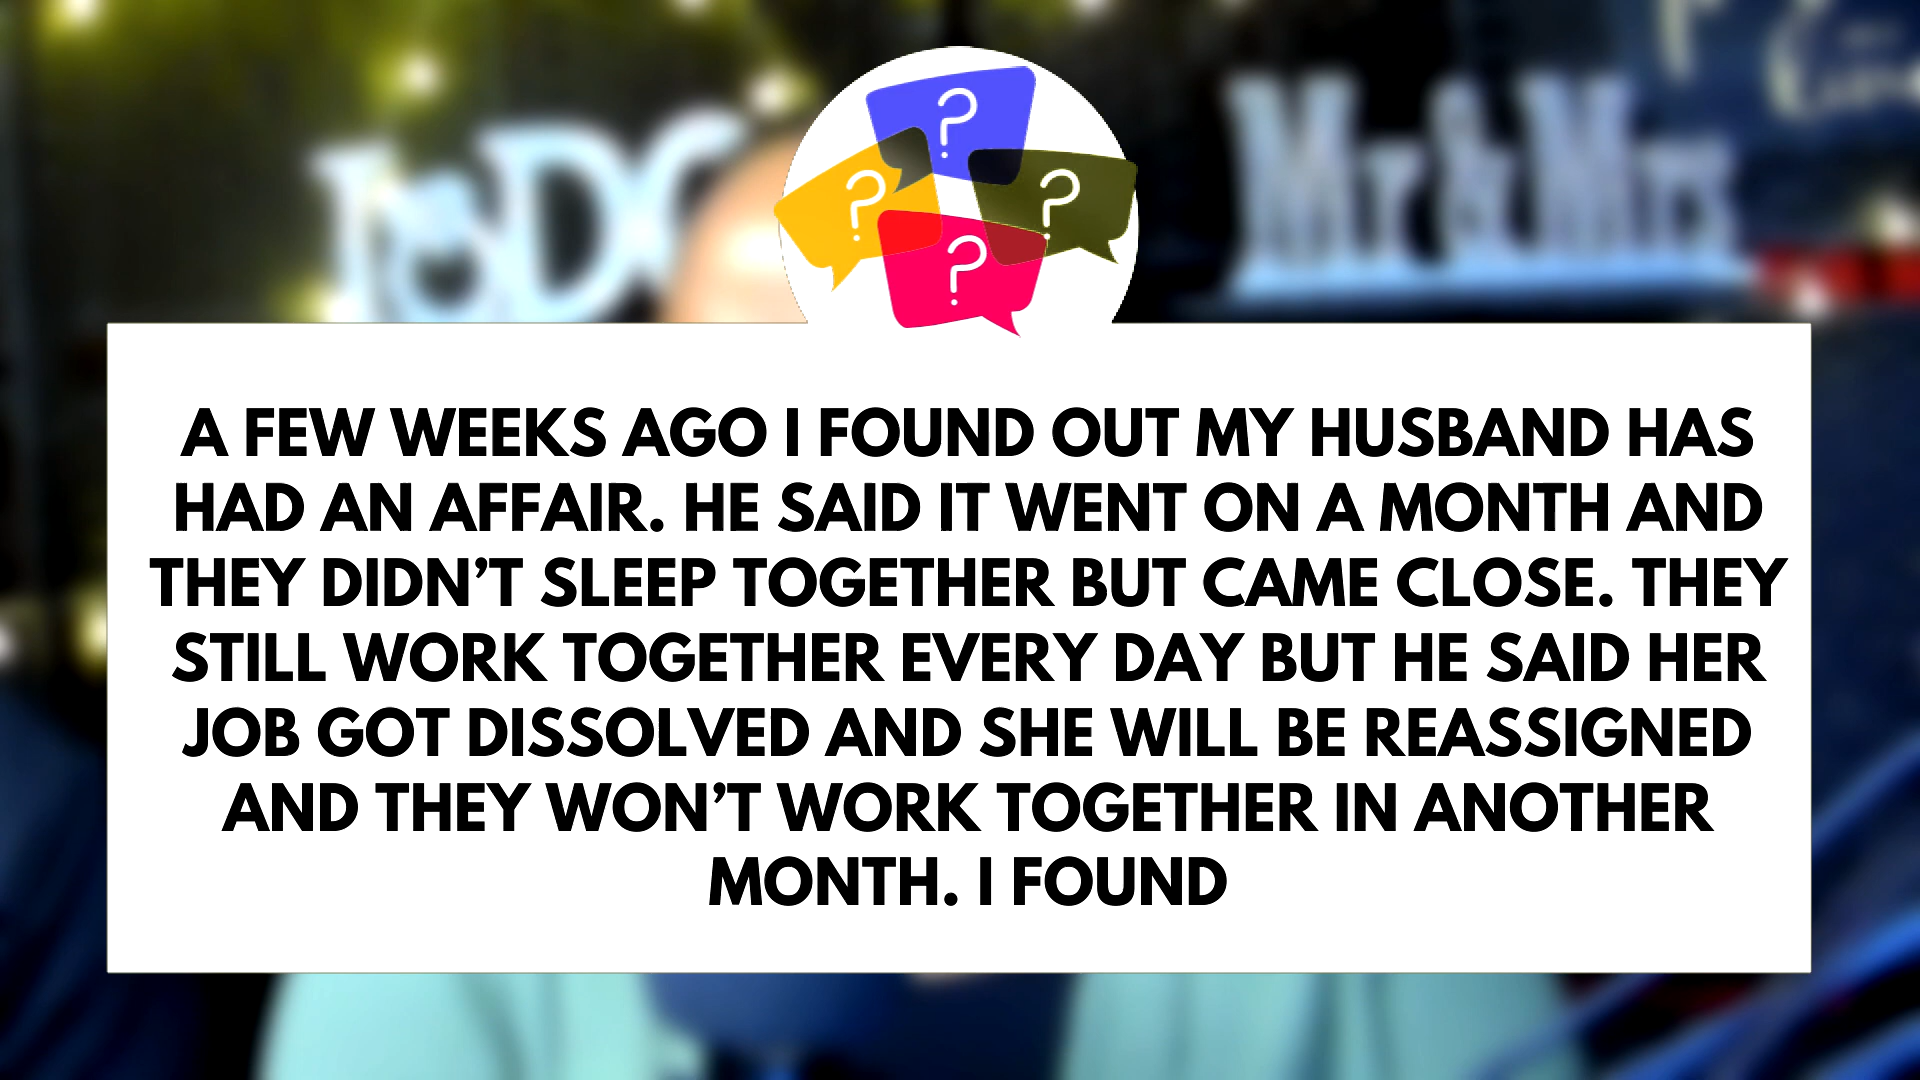 Mr & Mrs
?
?
?
?
A FEW WEEKS AGO I FOUND OUT MY HUSBAND HAS
HAD AN AFFAIR. HE SAID IT WENT ON A MONTH AND
THEY DIDN’T SLEEP TOGETHER BUT CAME CLOSE. THEY
STILL WORK TOGETHER EVERY DAY BUT HE SAID HER
JOB GOT DISSOLVED AND SHE WILL BE REASSIGNED
AND THEY WON’T WORK TOGETHER IN ANOTHER
MONTH. I FOUND